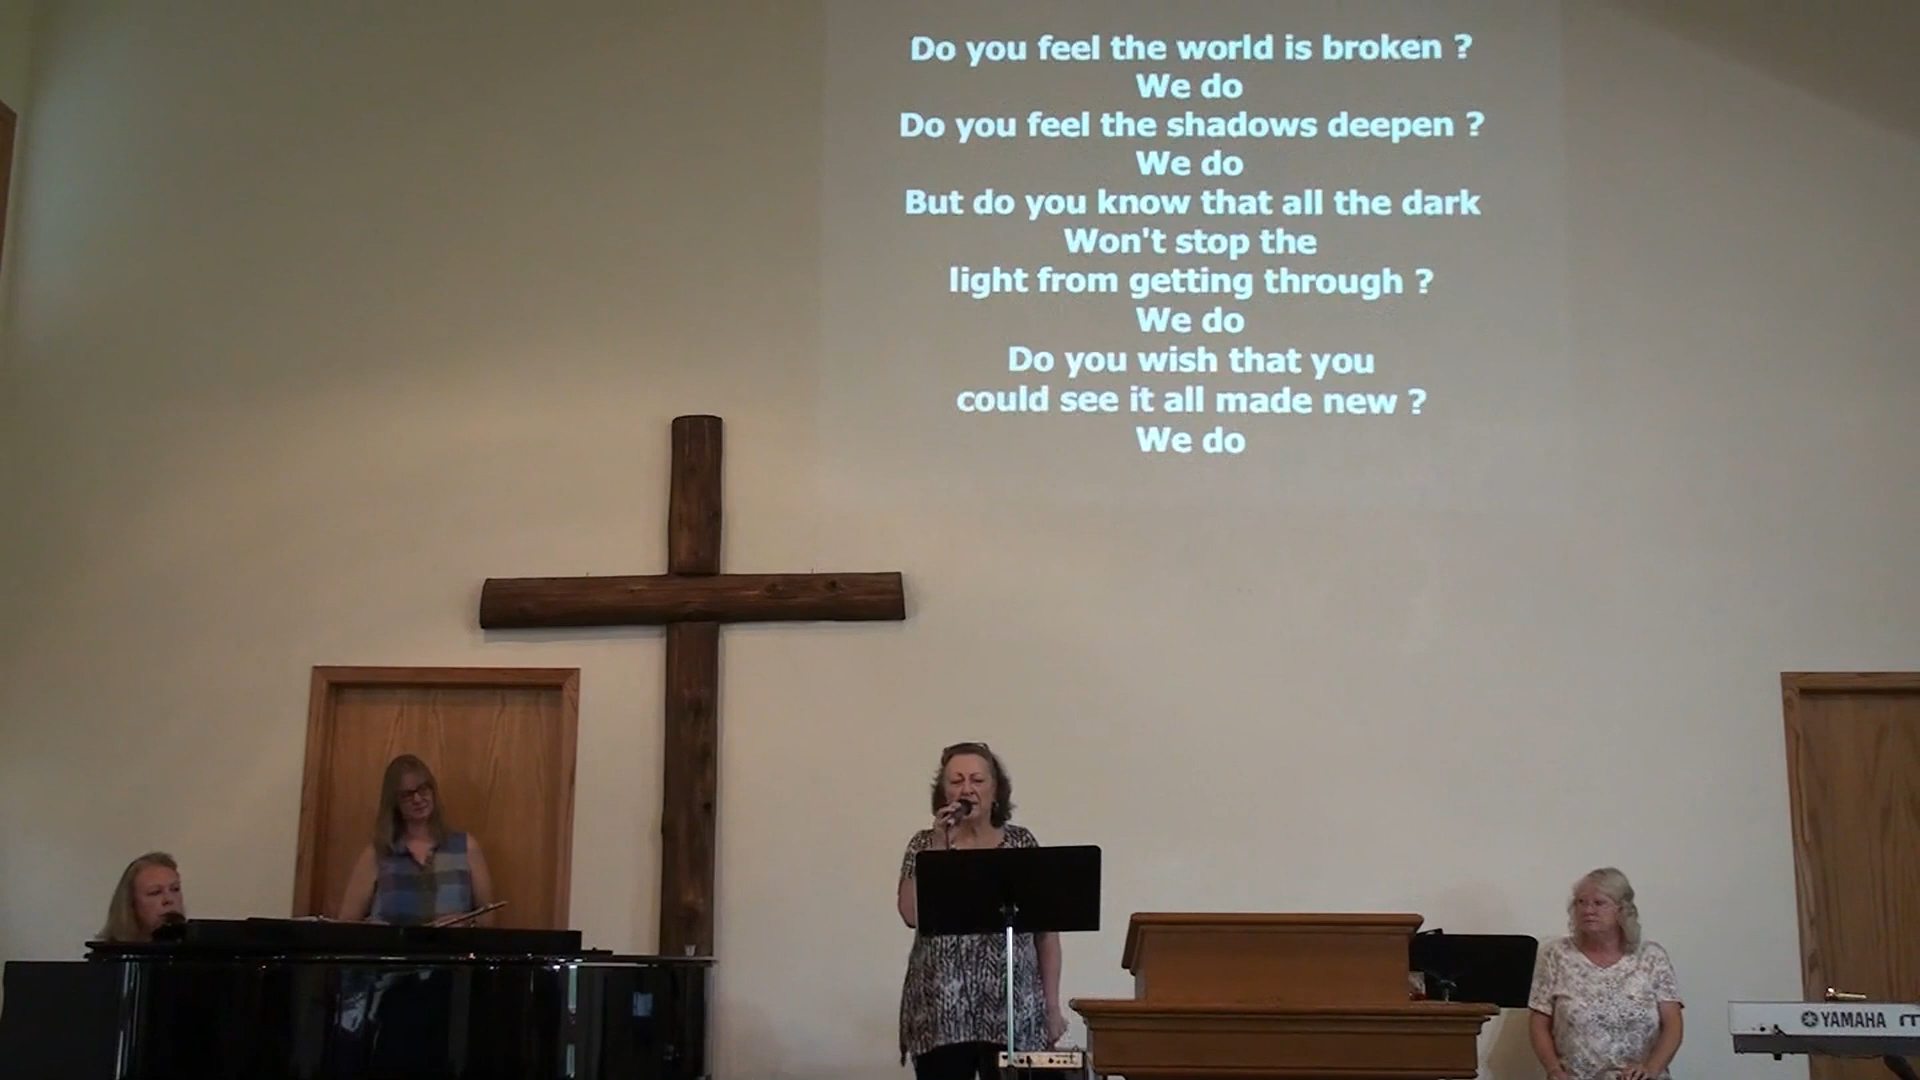 Do you feel the world is broken ?
We do
Do you feel the shadows deepen ?
We do
But do you know that all the dark
Won't stop the
light from getting through ?
We do
Do you wish that you
could see it all made new ?
We do
YAMAHA